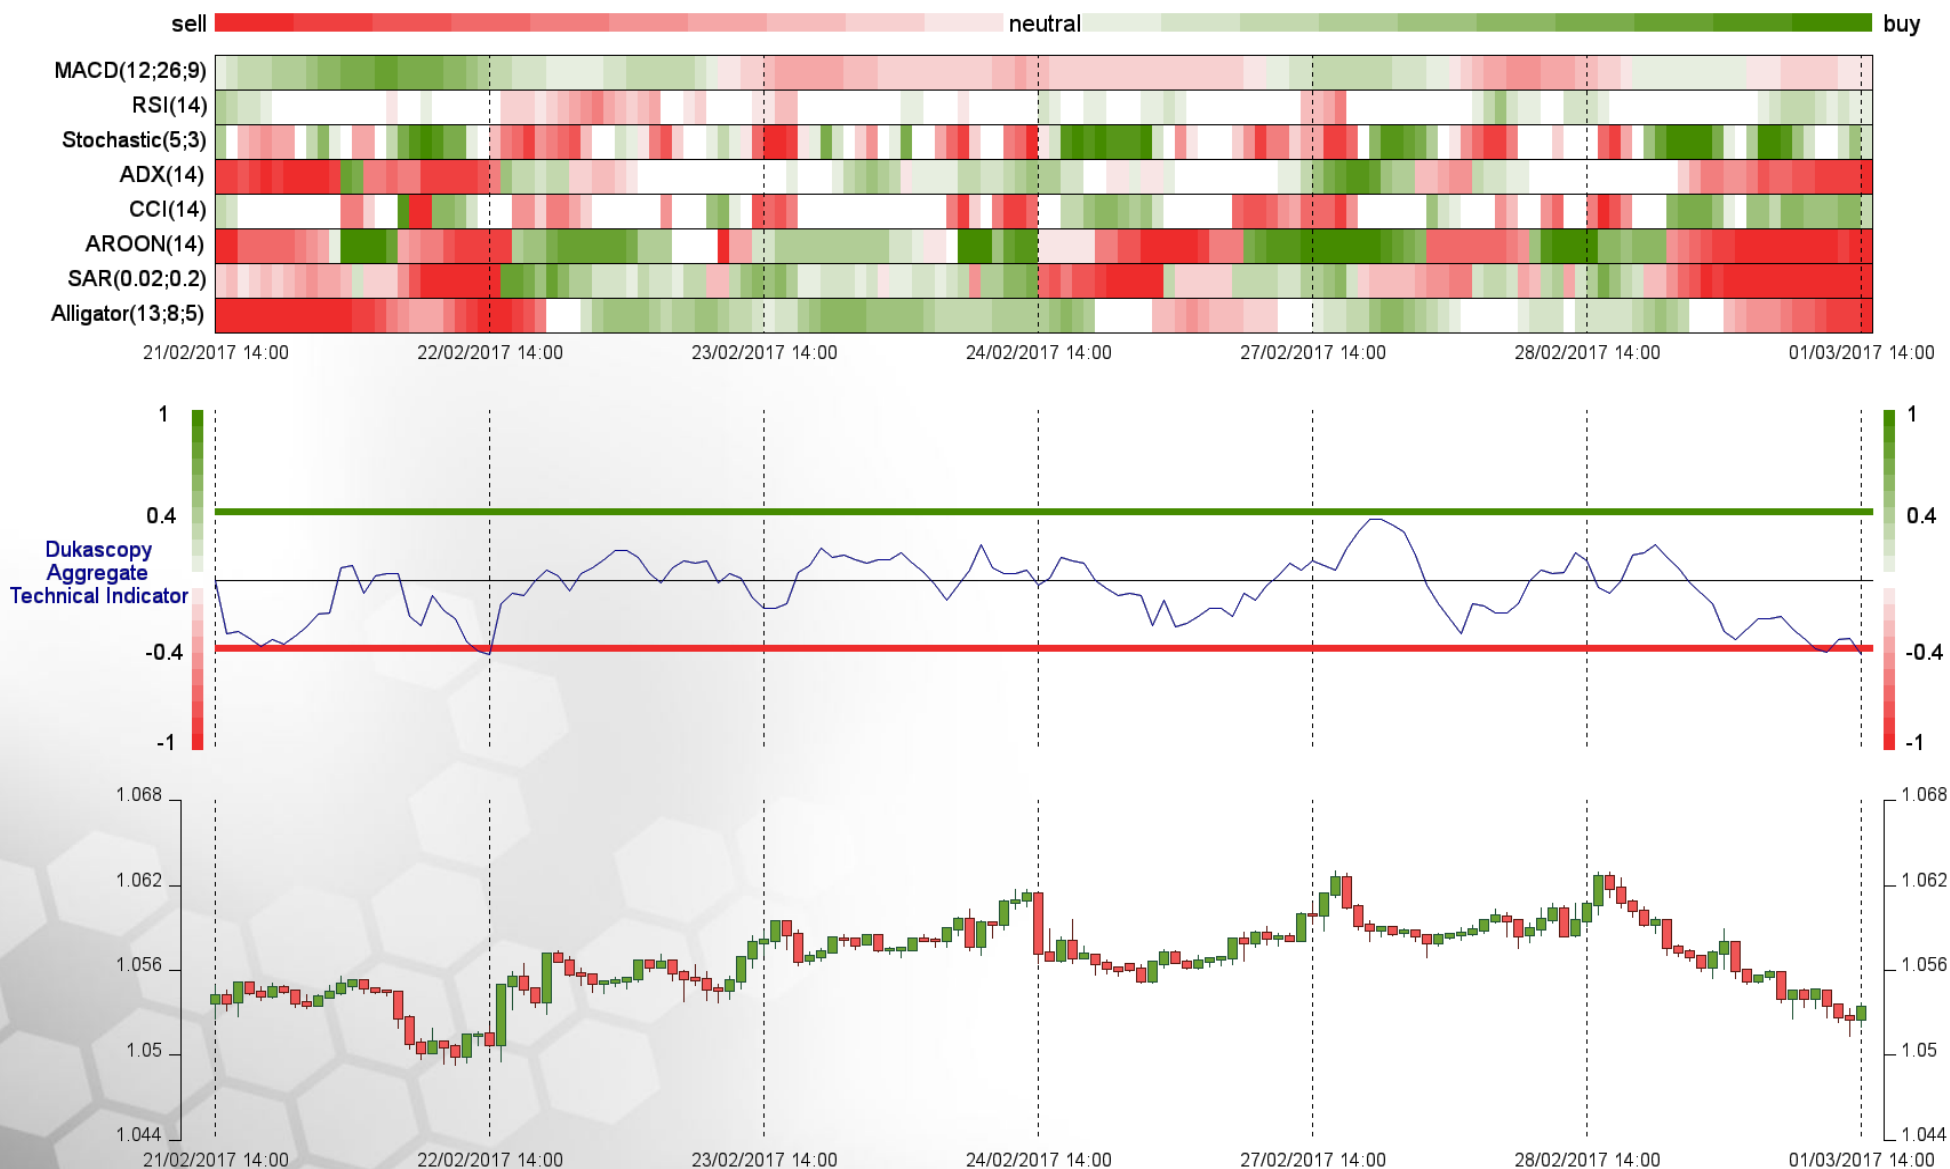 sell neutral buy
MACD(12;26;9)
RSI(14)
Stochastic(5;3)
ADX(14)
CCI(14)
AROON(14)
SAR(0.02;0.2)
Alligator(13;8;5)
21/02/2017 14:00 22/02/2017 14:00 23/02/2017 14:00 24/02/2017 14:00 27/02/2017 14:00 28/02/2017 14:00 01/03/2017 14:00
1 1
0.4 0.4
Dukascopy
Aggregate
Technical Indicator
-0.4 -0.4
-1 -1
1.068 1.068
1.062 1.062
1.056 1.056
1.05 1.05
1.044 1.044
21/02/2017 14:00 22/02/2017 14:00 23/02/2017 14:00 24/02/2017 14:00 27/02/2017 14:00 28/02/2017 14:00 01/03/2017 14:00